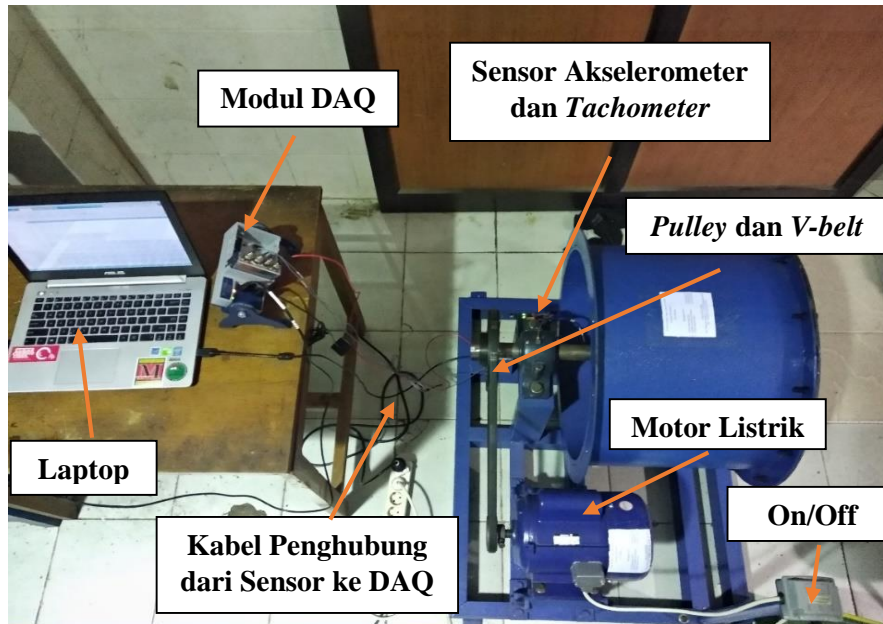 Modul DAQ
Sensor Akselerometer
dan Tachometer
Pulley dan V-belt
Motor Listrik
Laptop
On/Off
Kabel Penghubung
dari Sensor ke DAQ
ASUS
M